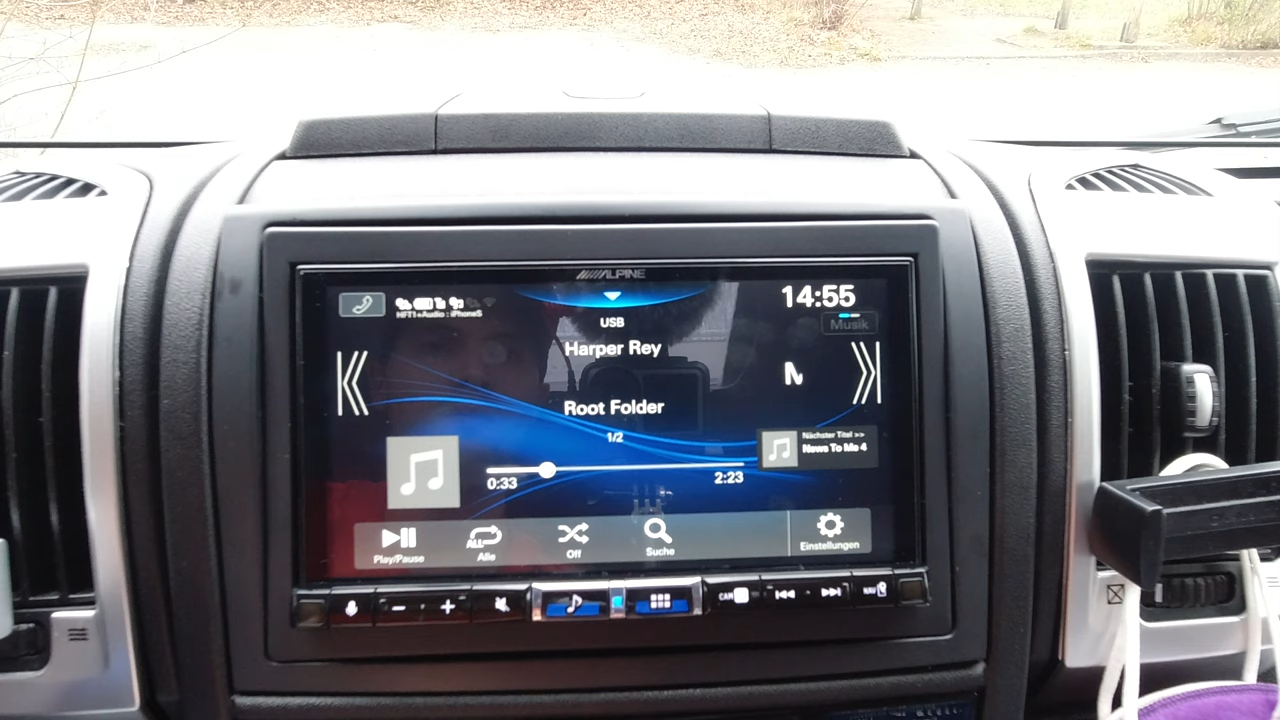 ALPINE
14:55
HFT1+Audio : iPhoneS
USB
Musik
Harper Rey
Root Folder
1/2
Nächster Titel >>
News To Me 4
0:33
2:23
Play/Pause
ALL
Alle
Off
Suche
Einstellungen
CAM
NAV